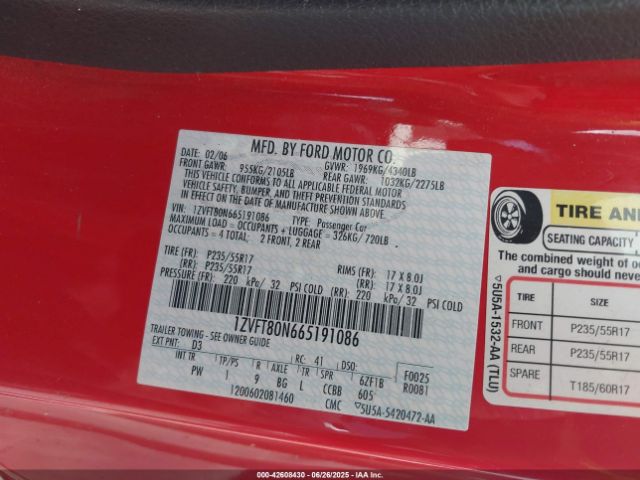 MFD. BY FORD MOTOR CO.
DATE: 02/06 GVWR: 1969KG/4340LB
FRONT GAWR: 955KG/2105LB REAR GAWR: 1032KG/2275LB
THIS VEHICLE CONFORMS TO ALL APPLICABLE FEDERAL MOTOR
VEHICLE SAFETY, BUMPER, AND THEFT PREVENTION STANDARDS
IN EFFECT ON THE DATE OF MANUFACTURE SHOWN ABOVE.
VIN: 1ZVFT80N665191086 TYPE: Passenger Car
MAXIMUM LOAD = OCCUPANTS + LUGGAGE = 326KG/720LB
OCCUPANTS = 4 TOTAL: 2 FRONT, 2 REAR
TIRE (FR): P235/55R17 RIMS (FR): 17 X 8.0J
(RR): P235/55R17 (RR): 17 X 8.0J
PRESSURE (FR): 220 kPa/ 32 PSI COLD (RR): 220 kPa/ 32 PSI COLD
1ZVFT80N665191086
TRAILER TOWING - SEE OWNER GUIDE
EXT PNT: D3 RC: 41 DSO: F0025
INT TR TP/PS R AXLE TR SPR 6ZF1B R0081
PW 1 9 BG L CCBB 605
1200602081460 CMC 5U5A-5420472-AA
TIRE AN
SEATING CAPACITY
The combined weight of oc
and cargo should neve
TIRE SIZE
FRONT P235/55R17
REAR P235/55R17
SPARE T185/60R17
5U5A-1532-AA (TLU)
000-42608430 - 06/26/2025 - IAAI.COM